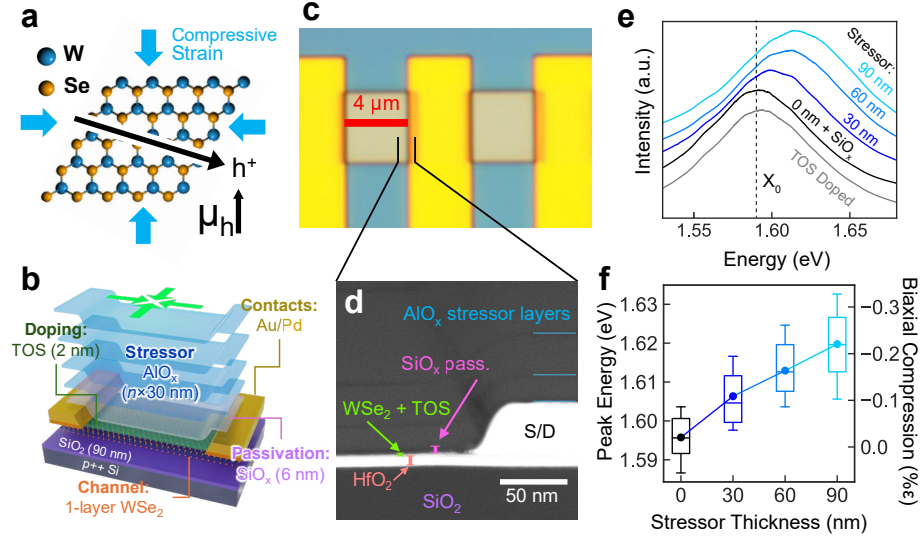 a
W
Se
Compressive
Strain
h⁺
μₕ
b
Doping:
TOS (2 nm)
Contacts:
Au/Pd
Stressor
AlOₓ
(n×30 nm)
SiO₂ (90 nm)
p++ Si
Passivation:
SiOₓ (6 nm)
Channel:
1-layer WSe₂
c
4 μm
d
AlOₓ stressor layers
SiOₓ pass.
WSe₂ + TOS
S/D
HfO₂
SiO₂
50 nm
e
Intensity (a.u.)
Stressor:
90 nm
60 nm
30 nm
0 nm + SiOₓ
TOS Doped
X₀
1.55
1.60
1.65
Energy (eV)
f
Peak Energy (eV)
1.63
1.62
1.61
1.60
1.59
−0.3
−0.2
−0.1
0.0
Biaxial Compression (%ε)
0
30
60
90
Stressor Thickness (nm)